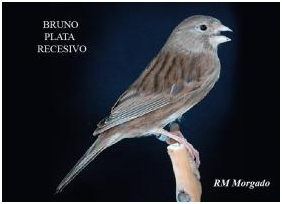 BRUNO
PLATA
RECESIVO
RM Morgado